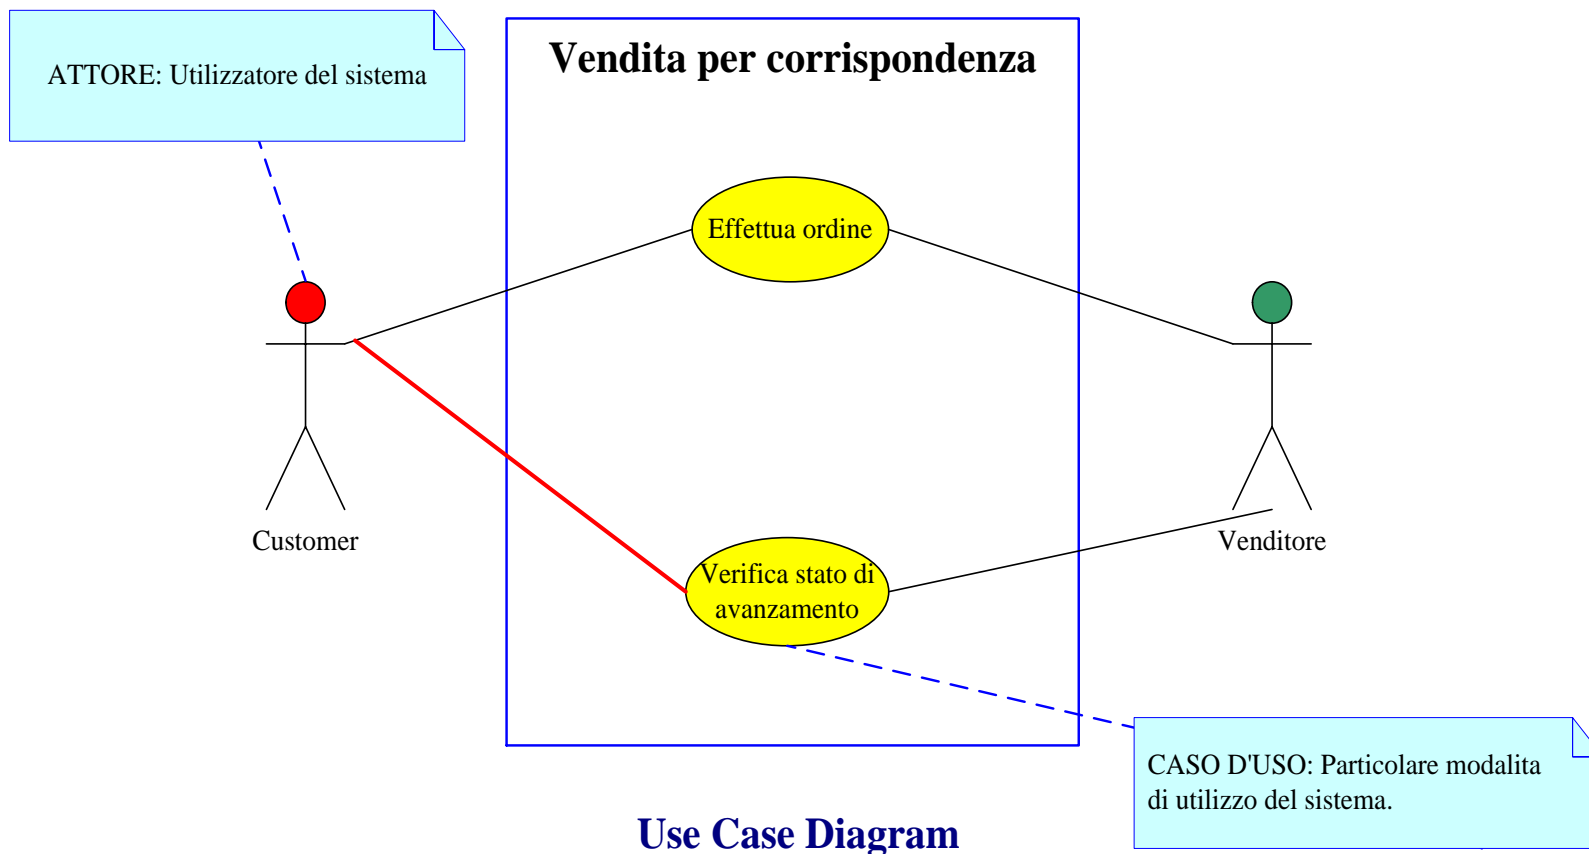 ATTORE: Utilizzatore del sistema
Vendita per corrispondenza
Effettua ordine
Customer
Venditore
Verifica stato di
avanzamento
CASO D'USO: Particolare modalita
di utilizzo del sistema.
Use Case Diagram